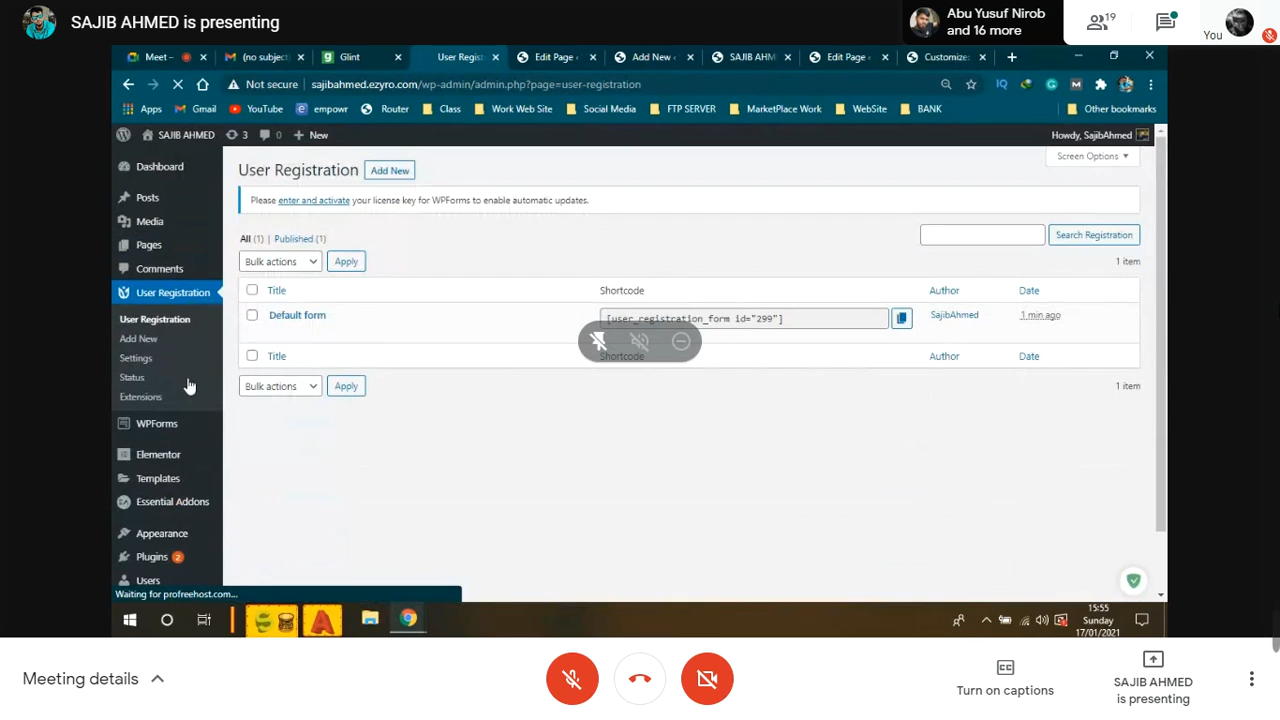 SAJIB AHMED is presenting
Abu Yusuf Nirob
and 16 more
19
You
Meet -
(no subject
Glint
User Regis
Edit Page
Add New
SAJIB AHM
Edit Page
Customize:
Not secure
sajibahmed.ezyro.com/wp-admin/admin.php?page=user-registration
Apps
Gmail
YouTube
empowr
Router
Class
Work Web Site
Social Media
FTP SERVER
MarketPlace Work
WebSite
BANK
Other bookmarks
SAJIB AHMED
3
0
New
Howdy, SajibAhmed
Dashboard
Posts
Media
Pages
Comments
User Registration
User Registration
Add New
Settings
Status
Extensions
WPForms
Elementor
Templates
Essential Addons
Appearance
Plugins 2
Users
User Registration
Add New
Screen Options
Please enter and activate your license key for WPForms to enable automatic updates.
All (1) | Published (1)
Search Registration
Bulk actions
Apply
1 item
Title
Shortcode
Author
Date
Default form
[user_registration_form id="299"]
SajibAhmed
1 min ago
Title
Shortcode
Author
Date
Bulk actions
Apply
1 item
Waiting for profreehost.com...
15:55
Sunday
17/01/2021
Meeting details
Turn on captions
SAJIB AHMED
is presenting